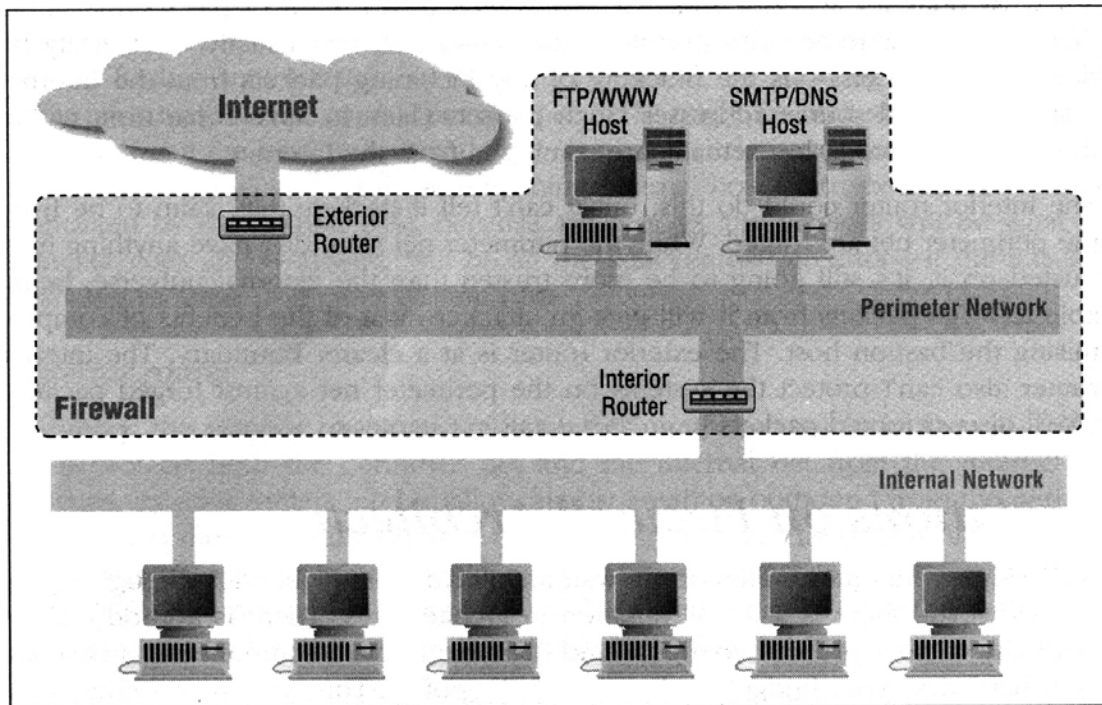 Internet
FTP/WWW
Host
SMTP/DNS
Host
Exterior
Router
Perimeter Network
Interior
Router
Firewall
Internal Network